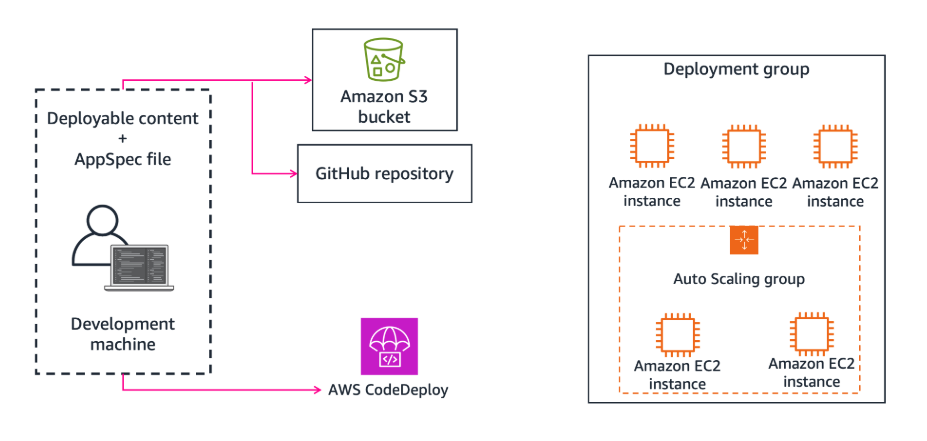 Deployable content
+
AppSpec file
Development
machine
Amazon S3
bucket
GitHub repository
AWS CodeDeploy
Deployment group
Amazon EC2
instance
Amazon EC2
instance
Amazon EC2
instance
Auto Scaling group
Amazon EC2
instance
Amazon EC2
instance